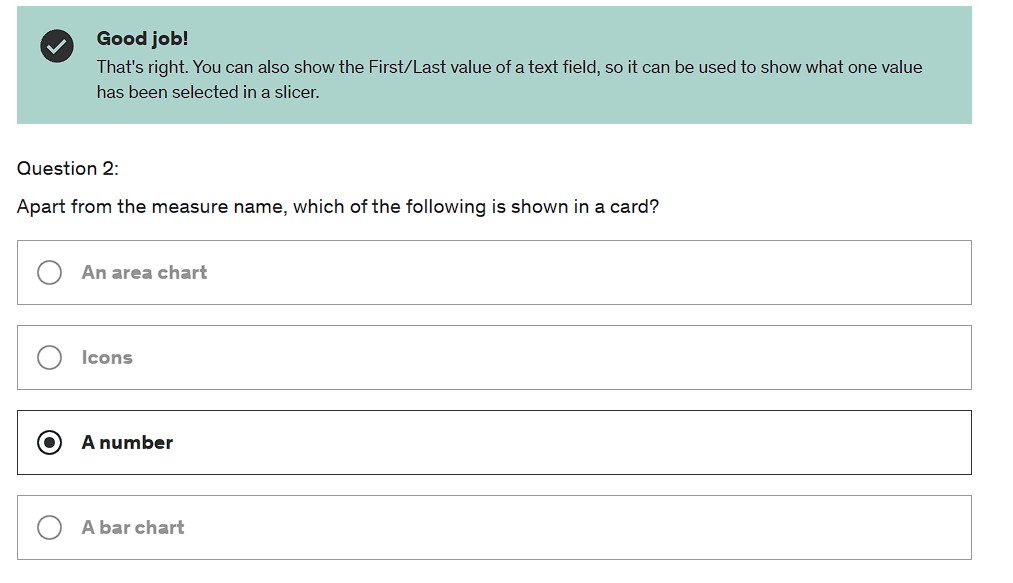 Good job!
That's right. You can also show the First/Last value of a text field, so it can be used to show what one value
has been selected in a slicer.
Question 2:
Apart from the measure name, which of the following is shown in a card?
An area chart
Icons
A number
A bar chart